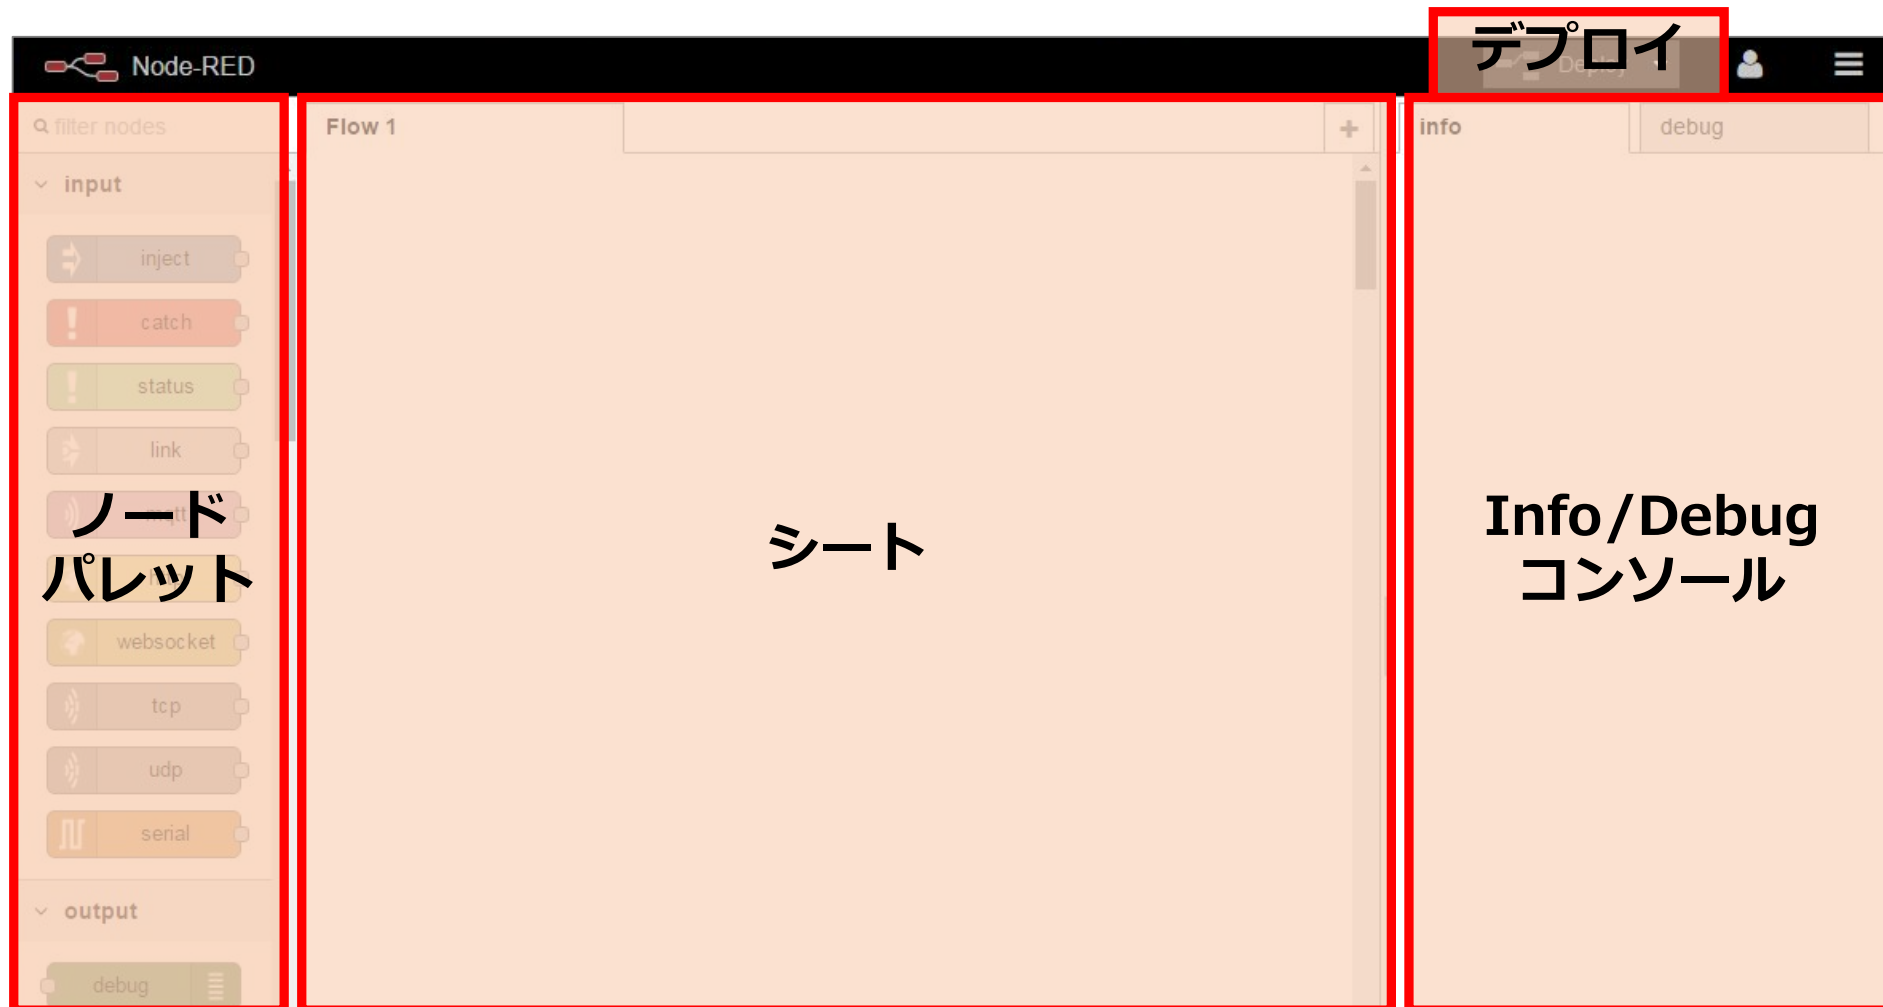 デプロイ
Node-RED
Deploy
filter nodes
Flow 1
info
debug
input
inject
catch
status
link
mqtt
ノード
パレット
websocket
tcp
udp
serial
output
debug
シート
Info/Debug
コンソール